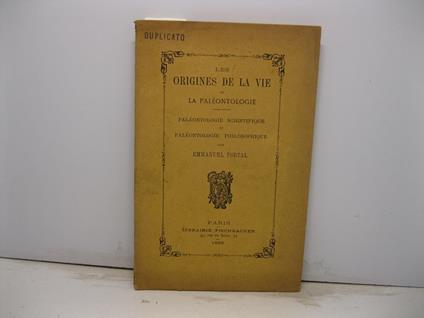 DUPLICATO
LES
ORIGINES DE LA VIE
ET
LA PALÉONTOLOGIE
PALÉONTOLOGIE SCIENTIFIQUE
ET
PALÉONTOLOGIE PHILOSOPHIQUE
PAR
EMMANUEL PORTAL
PARIS
LIBRAIRIE FISCHBACHER